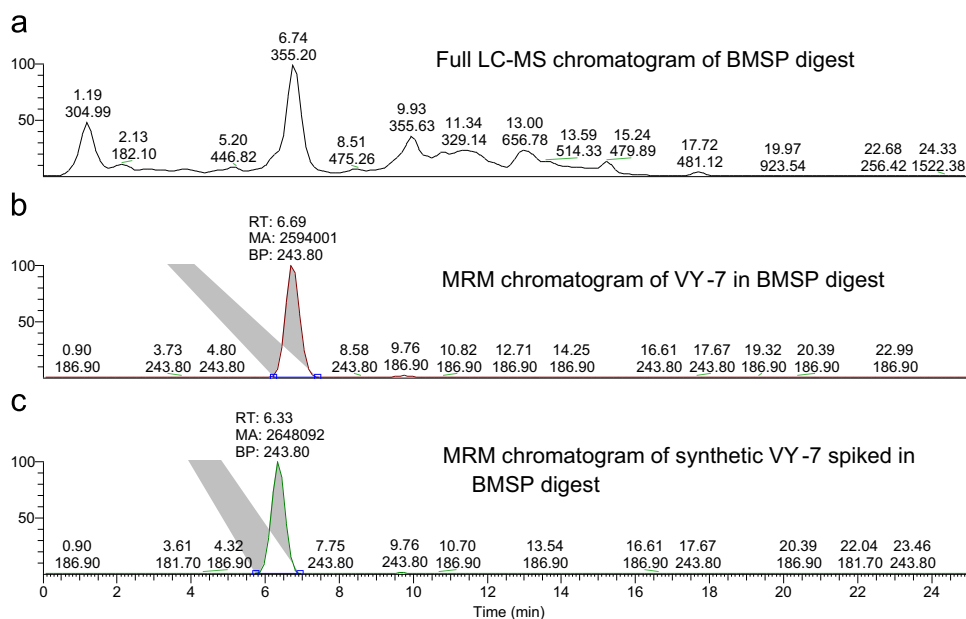 a
Full LC-MS chromatogram of BMSP digest
6.74
355.20
1.19
304.99
2.13
182.10
5.20
446.82
8.51
475.26
9.93
355.63
11.34
329.14
13.00
656.78
13.59
514.33
15.24
479.89
17.72
481.12
19.97
923.54
22.68
256.42
24.33
1522.38
100
50
b
RT: 6.69
MA: 2594001
BP: 243.80
MRM chromatogram of VY-7 in BMSP digest
100
50
0.90 3.73 4.80 8.58 9.76 10.82 12.71 14.25 16.61 17.67 19.32 20.39 22.99
186.90 243.80 243.80 243.80 186.90 186.90 186.90 186.90 243.80 243.80 186.90 186.90 186.90
c
RT: 6.33
MA: 2648092
BP: 243.80
MRM chromatogram of synthetic VY-7 spiked in
BMSP digest
100
50
0.90 3.61 4.32 7.75 9.76 10.70 13.54 16.61 17.67 20.39 22.04 23.46
186.90 181.70 186.90 243.80 243.80 186.90 186.90 186.90 243.80 186.90 181.70 243.80
0 2 4 6 8 10 12 14 16 18 20 22 24
Time (min)